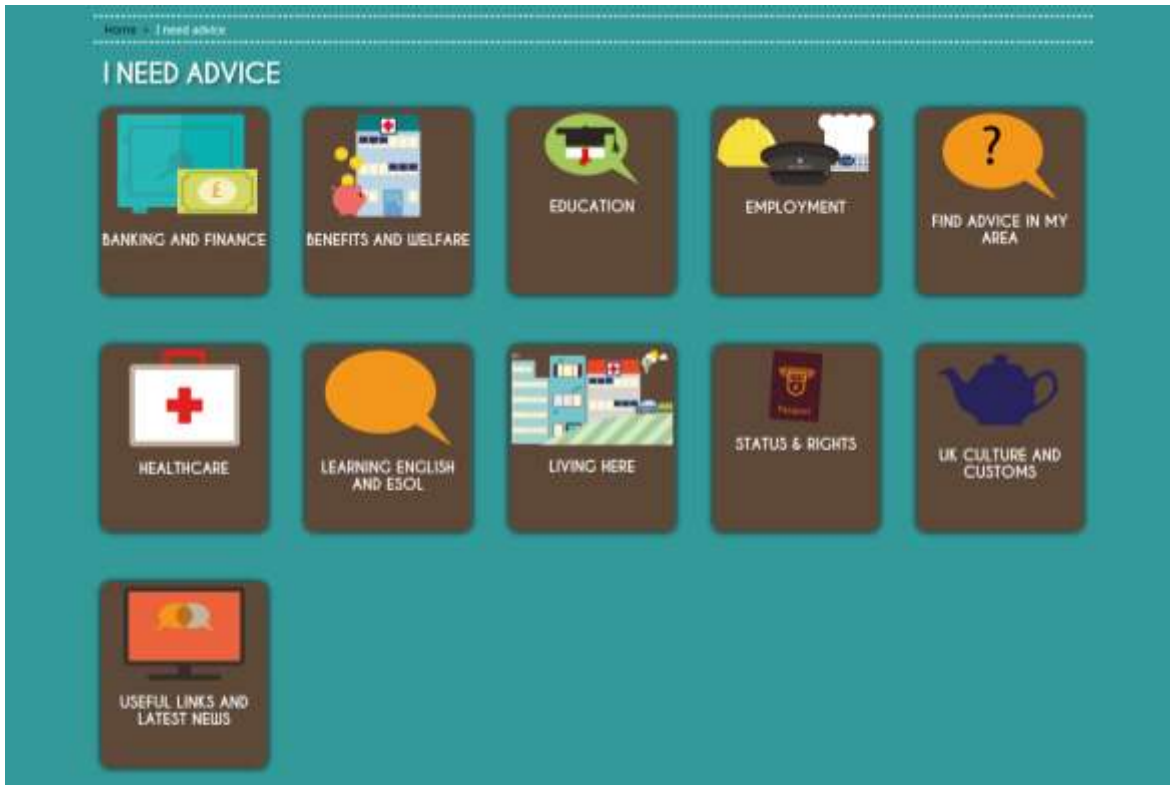 Home > I need advice
I NEED ADVICE
£
?
BANKING AND FINANCE
BENEFITS AND WELFARE
EDUCATION
EMPLOYMENT
FIND ADVICE IN MY
AREA
HEALTHCARE
LEARNING ENGLISH
AND ESOL
LIVING HERE
Passport
STATUS & RIGHTS
UK CULTURE AND
CUSTOMS
USEFUL LINKS AND
LATEST NEWS